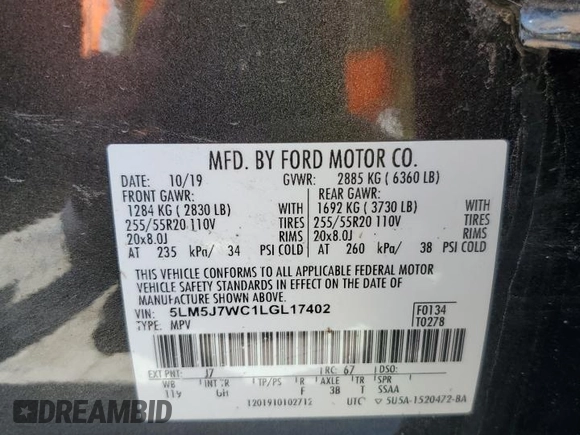 MFD. BY FORD MOTOR CO.
DATE: 10/19 GVWR: 2885 KG ( 6360 LB)
FRONT GAWR: REAR GAWR:
1284 KG ( 2830 LB) WITH 1692 KG ( 3730 LB) WITH
255/55R20 110V TIRES 255/55R20 110V TIRES
20x8.0J RIMS 20x8.0J RIMS
AT 235 kPa/ 34 PSI COLD AT 260 kPa/ 38 PSI COLD
THIS VEHICLE CONFORMS TO ALL APPLICABLE FEDERAL MOTOR
VEHICLE SAFETY STANDARDS IN EFFECT ON THE DATE OF
MANUFACTURE SHOWN ABOVE.
VIN: 5LM5J7WC1LGL17402 F0134
TYPE: MPV T0278
EXT PNT: J7 RC: 67 DSO:
WB INT TR TP/PS R AXLE TR SPR
119 F 3B T SSAA
1201910102712 UTC 5U5A-1520472-BA
DREAMBID
DREAMBID